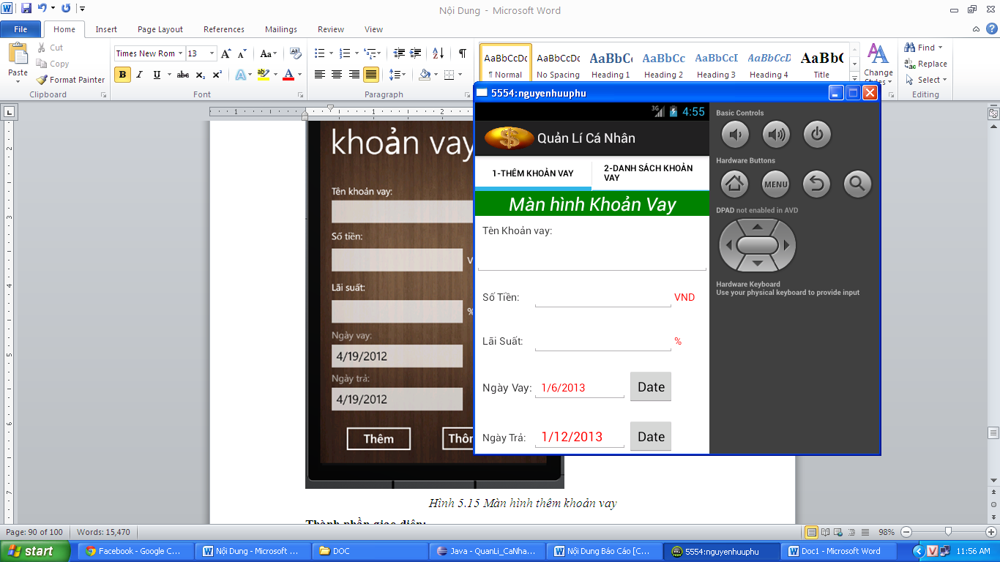 Nội Dung - Microsoft Word
File Home Insert Page Layout References Mailings Review View
Paste
Cut
Copy
Format Painter
Clipboard
Times New Rom 13
Font
Paragraph
AaBbCcDc AaBbCcDc AaBbC AaBbCc AaBbCcI AaBbCcD AaBb(
¶ Normal No Spacing Heading 1 Heading 2 Heading 3 Heading 4 Title
Change Styles
Find
Replace
Select
Editing
khoản vay
Tên khoản vay:
Số tiền:
V
Lãi suất:
%
Ngày vay:
4/19/2012
Ngày trả:
4/19/2012
Thêm
Hình 5.15 Màn hình thêm khoản vay
Thành phần giao diện:
5554:nguyenhuuphu
3G 4:55
Quản Lí Cá Nhân
1-THÊM KHOẢN VAY
2-DANH SÁCH KHOẢN VAY
Màn hình Khoản Vay
Tên Khoản vay:
Số Tiền: VND
Lãi Suất: %
Ngày Vay: 1/6/2013 Date
Ngày Trả: 1/12/2013 Date
Basic Controls
Hardware Buttons
MENU
DPAD not enabled in AVD
Hardware Keyboard
Use your physical keyboard to provide input
Page: 90 of 100 Words: 15,470 98%
start
Facebook - Google C...
Nội Dung - Microsoft ...
DOC
Java - QuanLi_CaNha...
Nội Dung Báo Cáo [C...
5554:nguyenhuuphu
Doc1 - Microsoft Word
11:56 AM